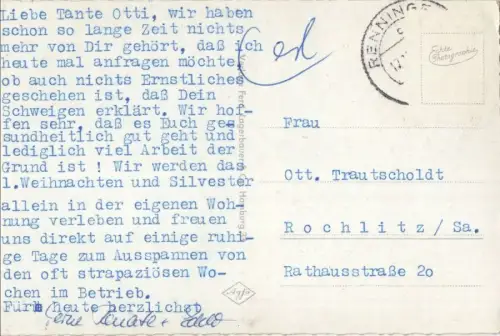 Liebe Tante Otti, wir haben
schon so lange Zeit nichts
mehr von Dir gehört, daß ich
heute mal anfragen möchte,
ob auch nichts Ernstliches
geschehen ist, daß Dein
Schweigen erklärt. Wir hof-
fen sehr, daß es Euch ge-
sundheitlich gut geht und
lediglich viel Arbeit der
Grund ist ! Wir werden das
1.Weihnachten und Silvester
allein in der eigenen Woh-
nung verleben und freuen
uns direkt auf einige ruhi-
ge Tage zum Ausspannen von
den oft strapaziösen Wo-
chen im Betrieb.
Für heute herzlichst
RENNINGE
Echte
Photographie
Frau
Ott. Trautscholdt
Rochlitz/Sa.
Rathausstraße 2o
Agfa